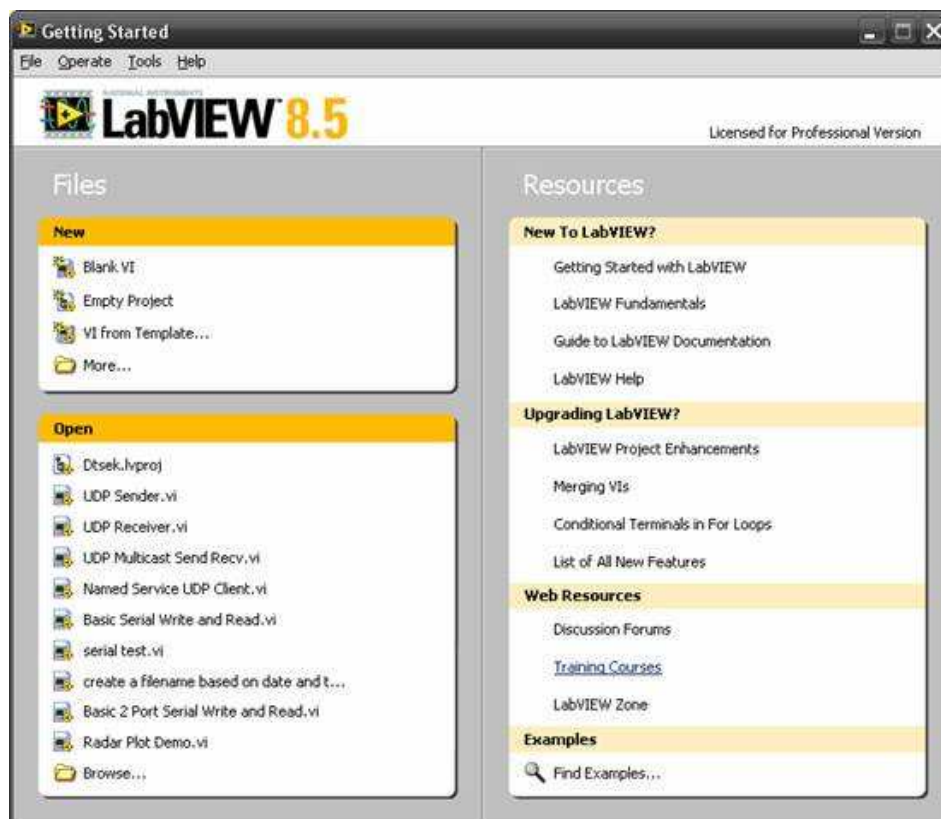 Getting Started
File Operate Tools Help
NATIONAL INSTRUMENTS
LabVIEW™ 8.5
Licensed for Professional Version
Files
New
Blank VI
Empty Project
VI from Template...
More...
Open
Dtsek.lvproj
UDP Sender.vi
UDP Receiver.vi
UDP Multicast Send Recv.vi
Named Service UDP Client.vi
Basic Serial Write and Read.vi
serial test.vi
create a filename based on date and t...
Basic 2 Port Serial Write and Read.vi
Radar Plot Demo.vi
Browse...
Resources
New To LabVIEW?
Getting Started with LabVIEW
LabVIEW Fundamentals
Guide to LabVIEW Documentation
LabVIEW Help
Upgrading LabVIEW?
LabVIEW Project Enhancements
Merging VIs
Conditional Terminals in For Loops
List of All New Features
Web Resources
Discussion Forums
Training Courses
LabVIEW Zone
Examples
Find Examples...